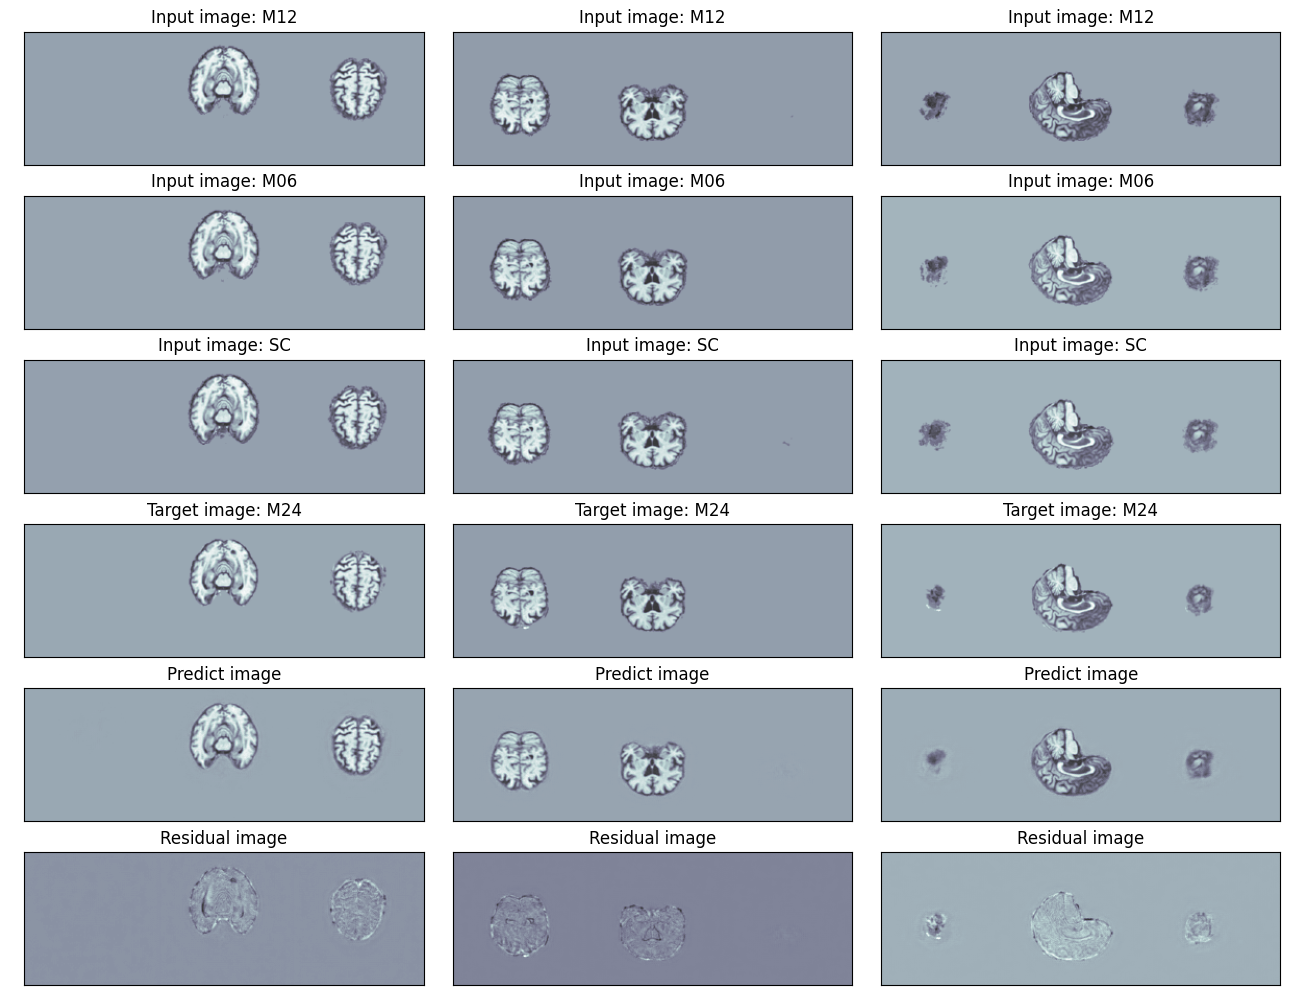 Input image: M12 Input image: M12 Input image: M12
Input image: M06 Input image: M06 Input image: M06
Input image: SC Input image: SC Input image: SC
Target image: M24 Target image: M24 Target image: M24
Predict image Predict image Predict image
Residual image Residual image Residual image